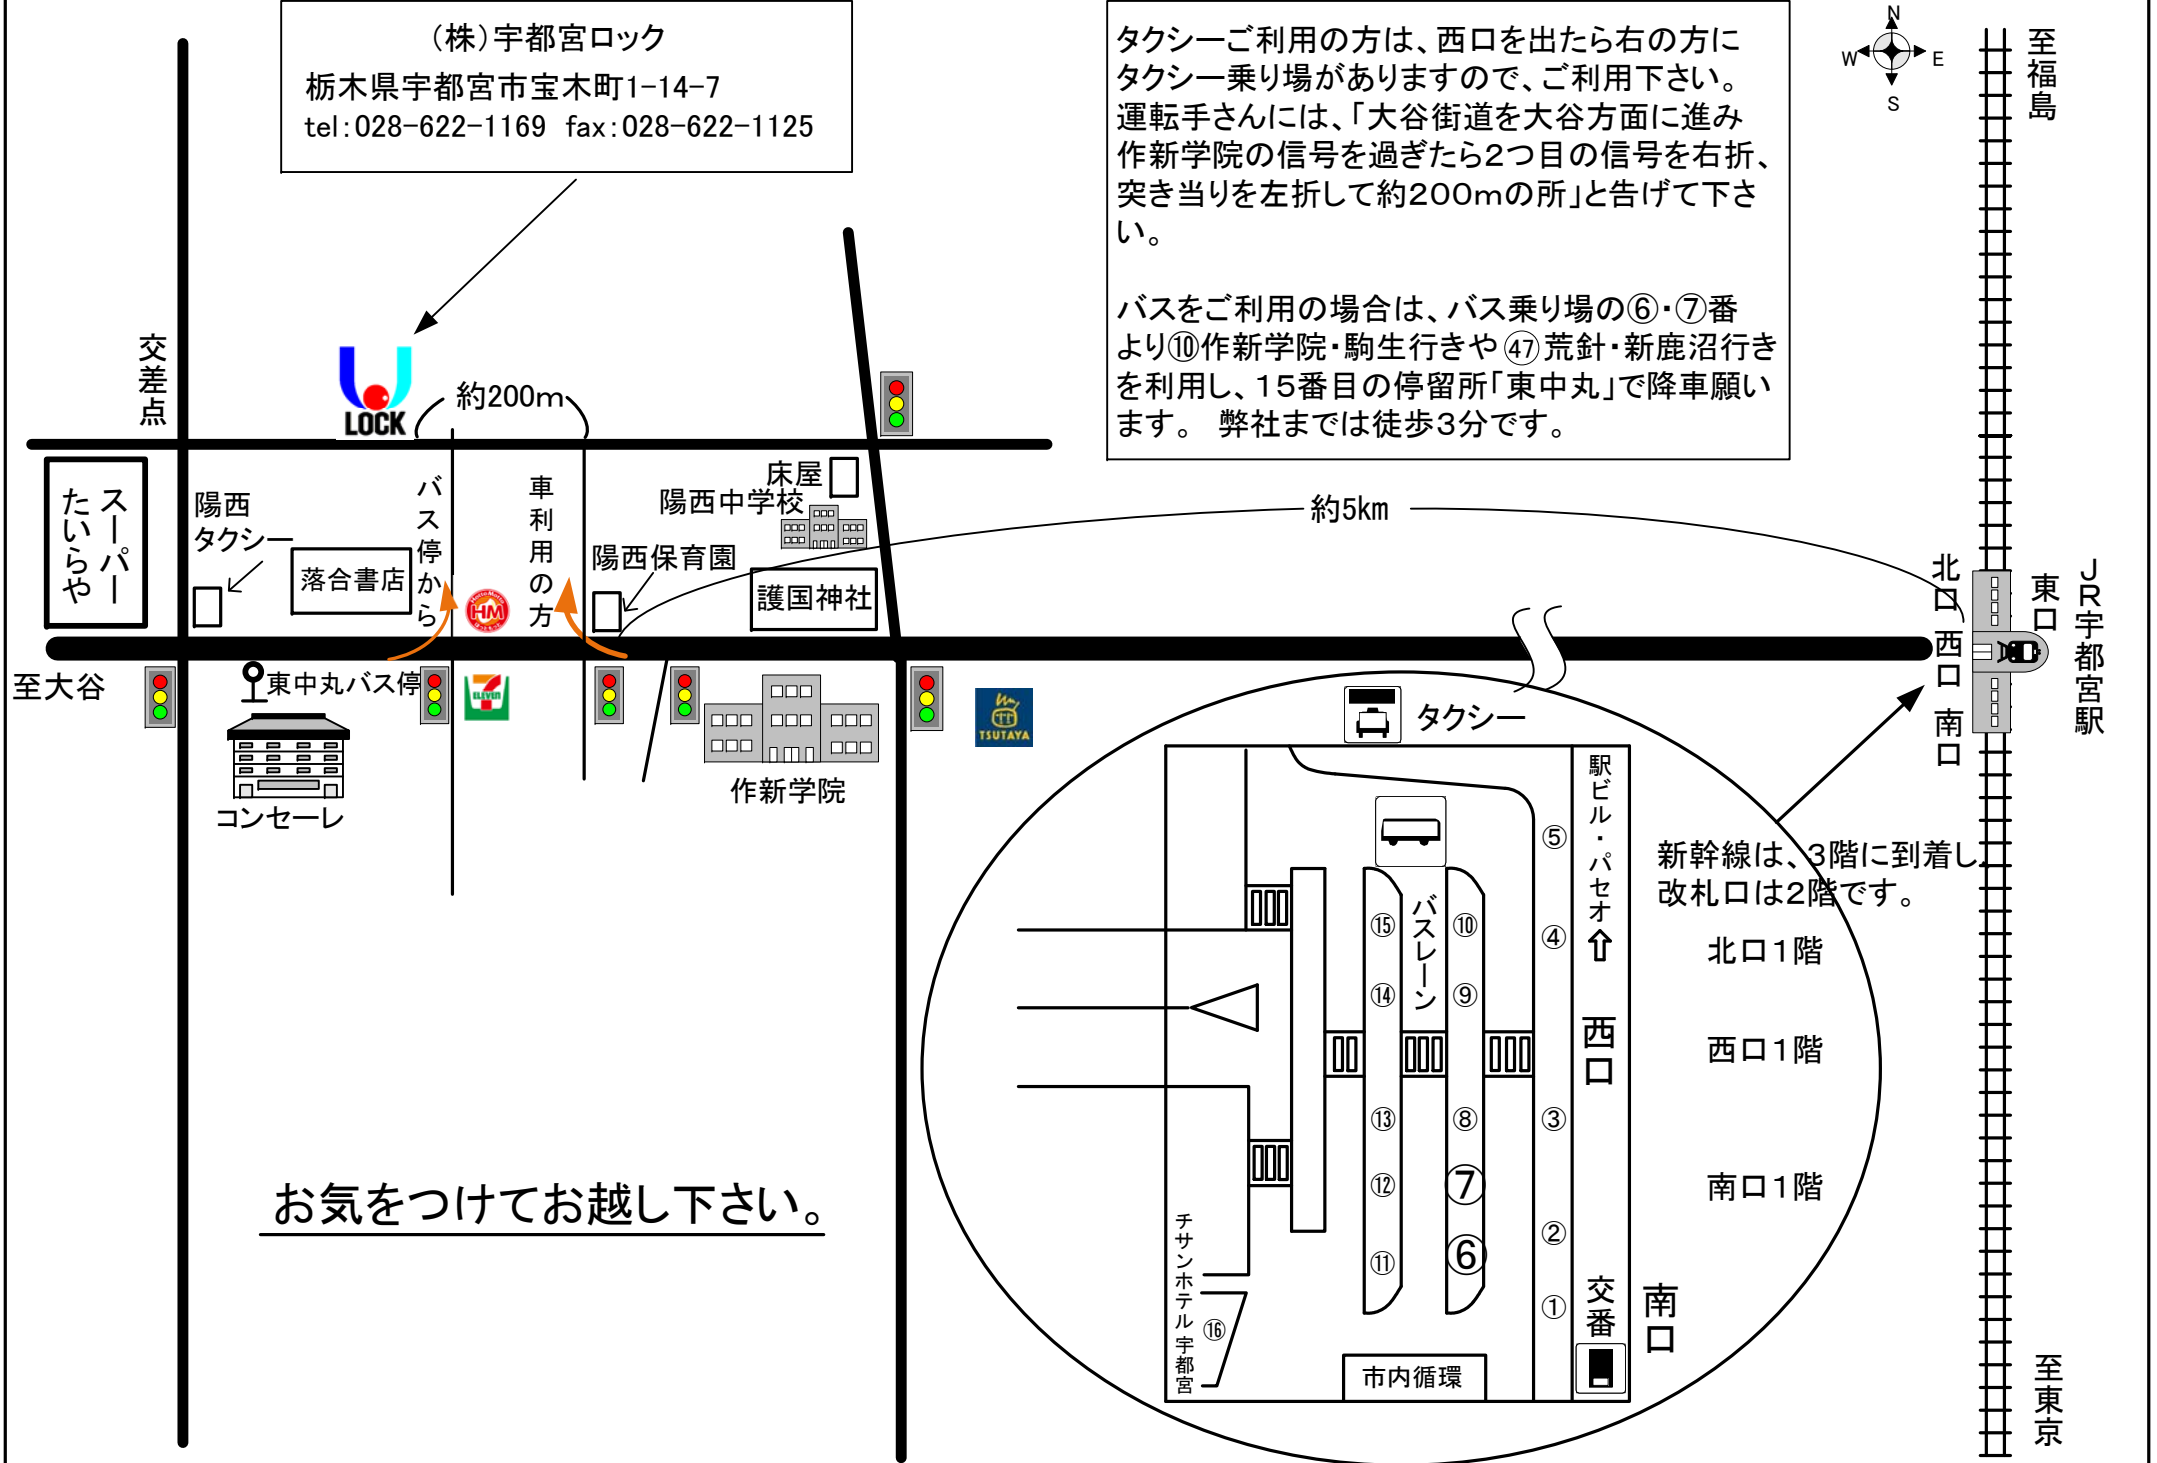 (株)宇都宮ロック
栃木県宇都宮市宝木町1-14-7
tel:028-622-1169 fax:028-622-1125
タクシーご利用の方は、西口を出たら右の方に
タクシー乗り場がありますので、ご利用下さい。
運転手さんには、「大谷街道を大谷方面に進み
作新学院の信号を過ぎたら2つ目の信号を右折、
突き当りを左折して約200mの所」と告げて下さ
い。
バスをご利用の場合は、バス乗り場の⑥・⑦番
より⑩作新学院・駒生行きや㊼荒針・新鹿沼行き
を利用し、15番目の停留所「東中丸」で降車願い
ます。 弊社までは徒歩3分です。
N
W
E
S
至福島
交差点
LOCK
約200m
スーパー
たいらや
陽西
タクシー
落合書店
バス停から
HM
車利用の方
陽西保育園
床屋
陽西中学校
護国神社
約5km
北口
西口
南口
東口
JR宇都宮駅
至大谷
東中丸バス停
コンセーレ
7
ELEVEN
作新学院
TSUTAYA
タクシー
駅ビル・パセオ⇧
新幹線は、3階に到着し、
改札口は2階です。
北口1階
西口1階
南口1階
バスレーン
⑤
④
③
②
①
⑩
⑨
⑧
⑦
⑥
⑮
⑭
⑬
⑫
⑪
⑯
西口
交番
南口
チサンホテル宇都宮
市内循環
お気をつけてお越し下さい。
至東京